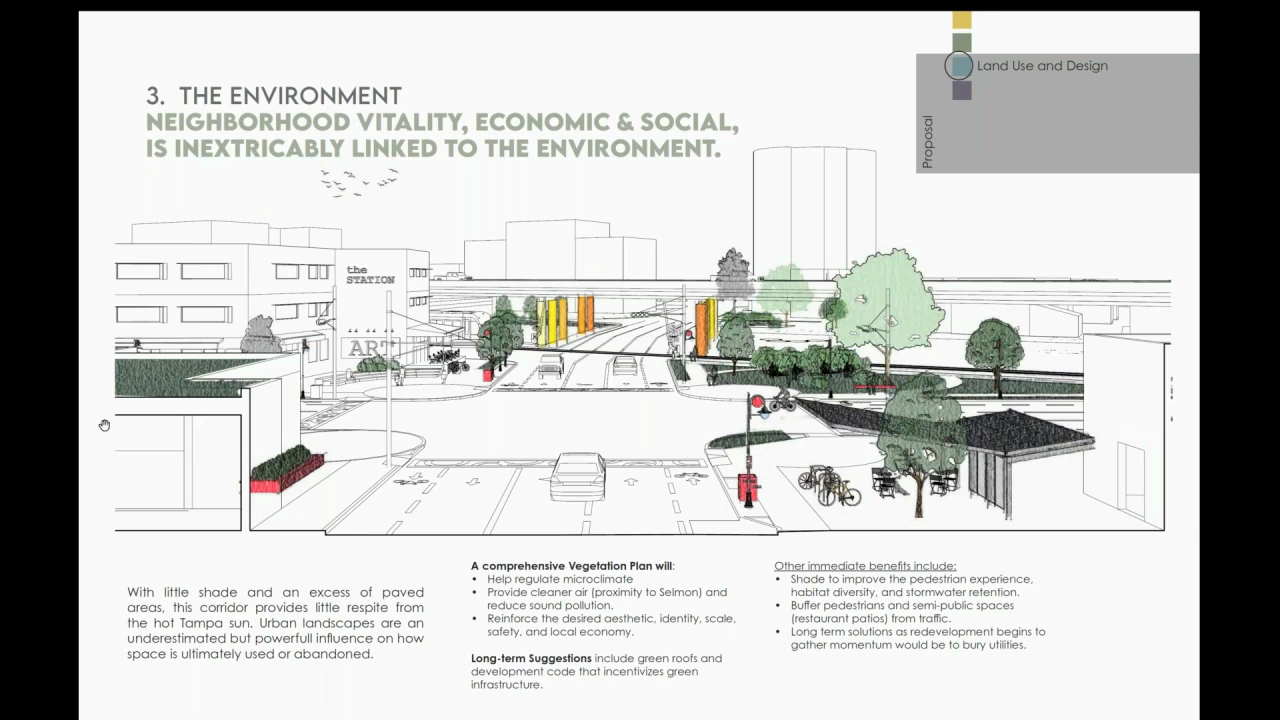 Land Use and Design
Proposal
3. THE ENVIRONMENT
NEIGHBORHOOD VITALITY, ECONOMIC & SOCIAL,
IS INEXTRICABLY LINKED TO THE ENVIRONMENT.
the
STATION
ART
With little shade and an excess of paved
areas, this corridor provides little respite from
the hot Tampa sun. Urban landscapes are an
underestimated but powerfull influence on how
space is ultimately used or abandoned.
A comprehensive Vegetation Plan will:
• Help regulate microclimate
• Provide cleaner air (proximity to Selmon) and
reduce sound pollution.
• Reinforce the desired aesthetic, identity, scale,
safety, and local economy.
Long-term Suggestions include green roofs and
development code that incentivizes green
infrastructure.
Other immediate benefits include:
• Shade to improve the pedestrian experience,
habitat diversity, and stormwater retention.
• Buffer pedestrians and semi-public spaces
(restaurant patios) from traffic.
• Long term solutions as redevelopment begins to
gather momentum would be to bury utilities.